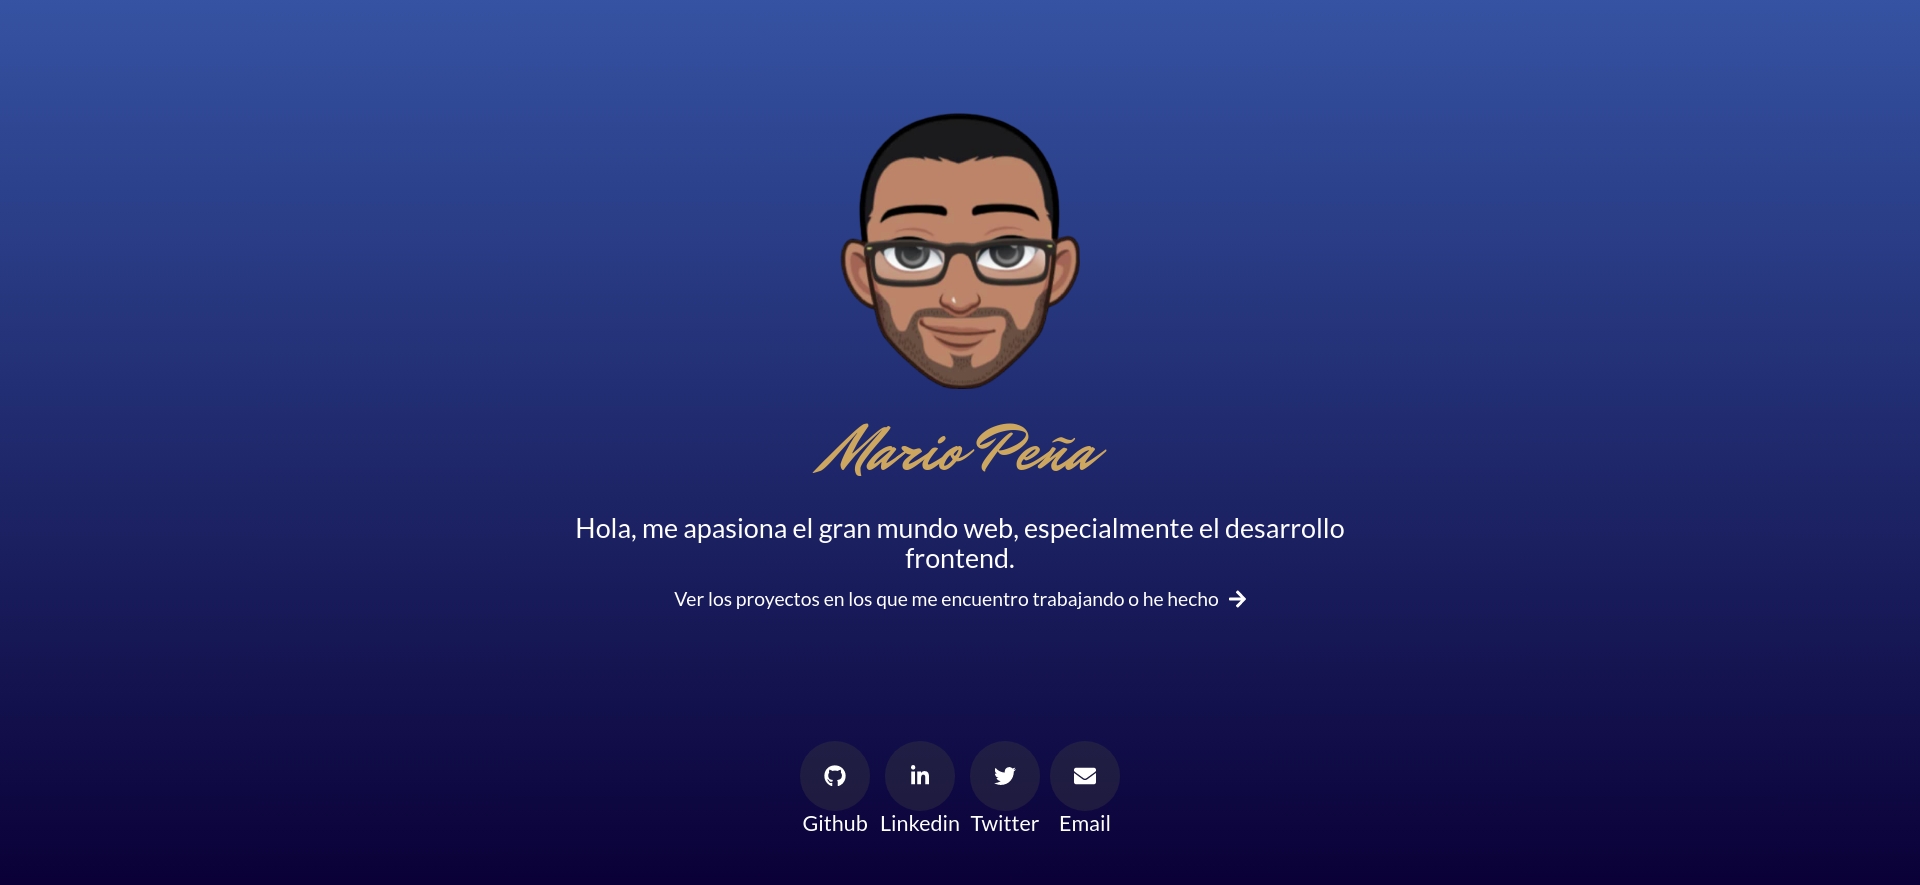 Mario Peña
Hola, me apasiona el gran mundo web, especialmente el desarrollo
frontend.
Ver los proyectos en los que me encuentro trabajando o he hecho
Github Linkedin Twitter Email